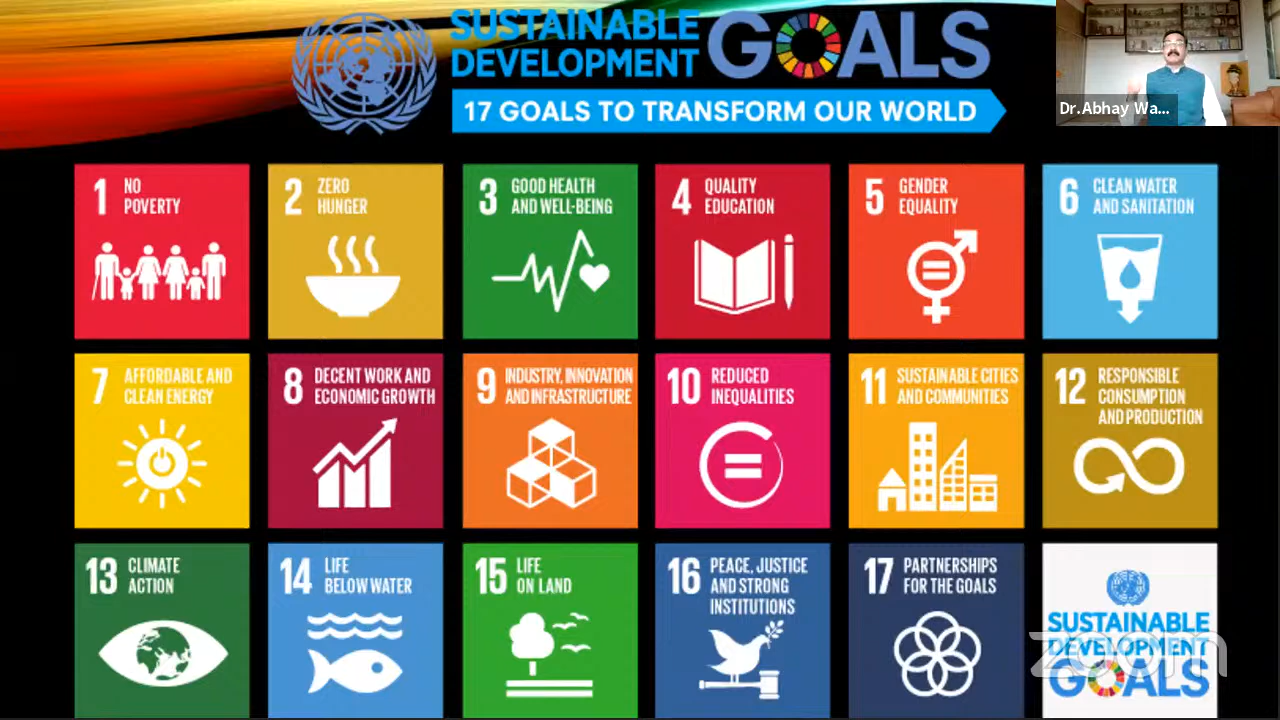 SUSTAINABLE
DEVELOPMENT
GOALS
17 GOALS TO TRANSFORM OUR WORLD
Dr.Abhay Wa...
1 NO
POVERTY
2 ZERO
HUNGER
3 GOOD HEALTH
AND WELL-BEING
4 QUALITY
EDUCATION
5 GENDER
EQUALITY
6 CLEAN WATER
AND SANITATION
7 AFFORDABLE AND
CLEAN ENERGY
8 DECENT WORK AND
ECONOMIC GROWTH
9 INDUSTRY, INNOVATION
AND INFRASTRUCTURE
10 REDUCED
INEQUALITIES
11 SUSTAINABLE CITIES
AND COMMUNITIES
12 RESPONSIBLE
CONSUMPTION
AND PRODUCTION
13 CLIMATE
ACTION
14 LIFE
BELOW WATER
15 LIFE
ON LAND
16 PEACE, JUSTICE
AND STRONG
INSTITUTIONS
17 PARTNERSHIPS
FOR THE GOALS
SUSTAINABLE
DEVELOPMENT
GOALS
zoom